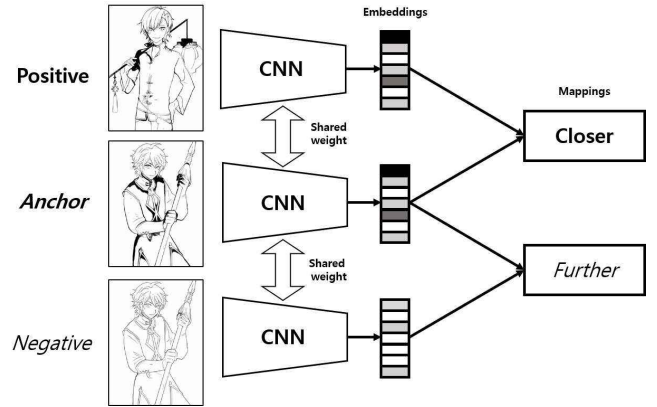 Embeddings
Positive
CNN
Mappings
Closer
Shared
weight
Anchor
CNN
Shared
weight
Further
Negative
CNN